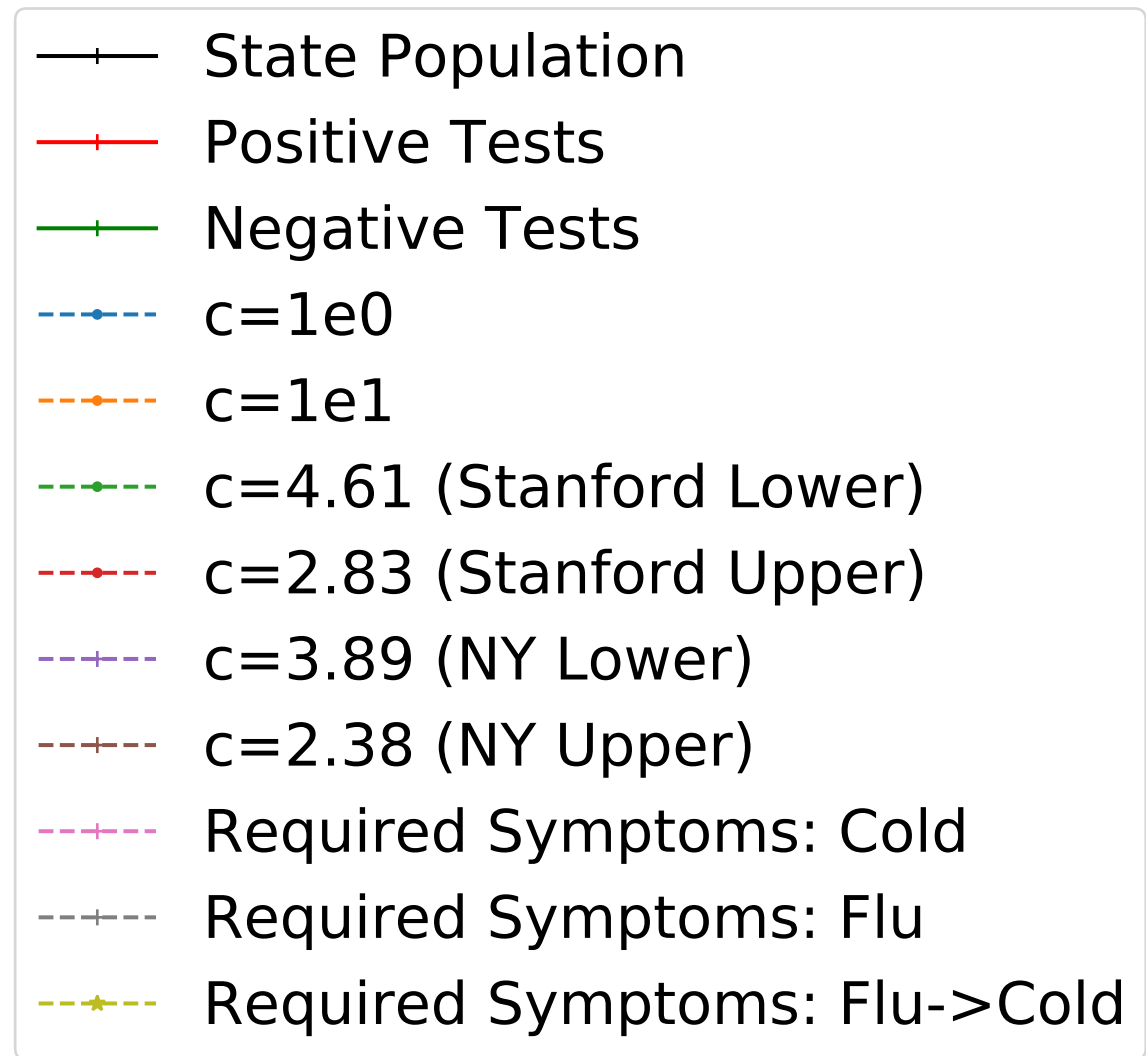 State Population
Positive Tests
Negative Tests
c=1e0
c=1e1
c=4.61 (Stanford Lower)
c=2.83 (Stanford Upper)
c=3.89 (NY Lower)
c=2.38 (NY Upper)
Required Symptoms: Cold
Required Symptoms: Flu
Required Symptoms: Flu->Cold